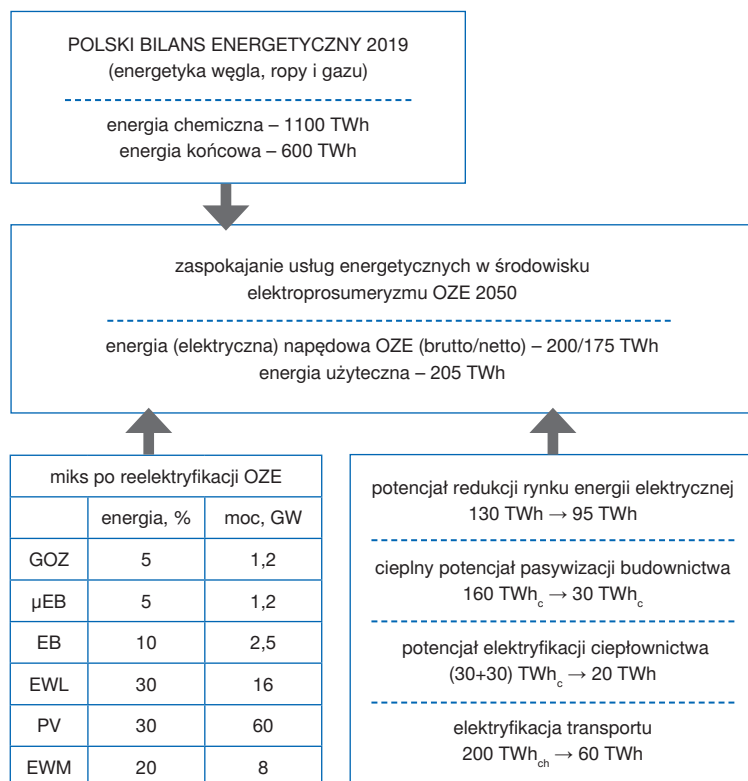 POLSKI BILANS ENERGETYCZNY 2019
(energetyka węgla, ropy i gazu)
energia chemiczna – 1100 TWh
energia końcowa – 600 TWh
zaspokajanie usług energetycznych w środowisku
elektroprosumeryzmu OZE 2050
energia (elektryczna) napędowa OZE (brutto/netto) – 200/175 TWh
energia użyteczna – 205 TWh
miks po reelektryfikacji OZE
energia, % moc, GW
GOZ 5 1,2
µEB 5 1,2
EB 10 2,5
EWL 30 16
PV 30 60
EWM 20 8
potencjał redukcji rynku energii elektrycznej
130 TWh → 95 TWh
cieplny potencjał pasywizacji budownictwa
160 TWhc → 30 TWhc
potencjał elektryfikacji ciepłownictwa
(30+30) TWhc → 20 TWh
elektryfikacja transportu
200 TWhch → 60 TWh